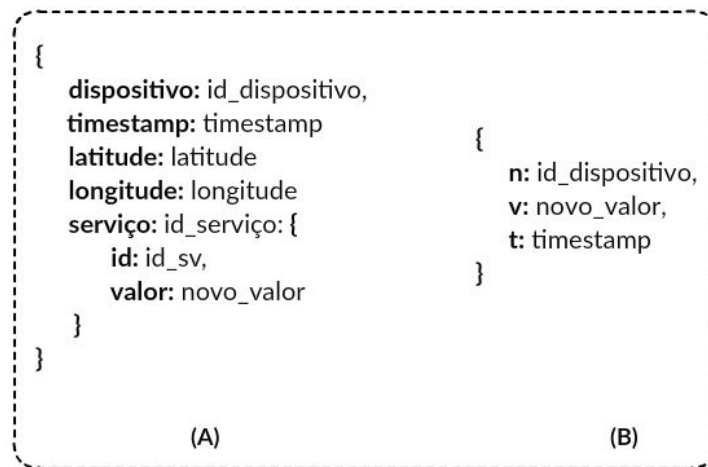 {
dispositivo: id_dispositivo,
timestamp: timestamp
latitude: latitude
longitude: longitude
serviço: id_serviço: {
id: id_sv,
valor: novo_valor
}
}
(A)
{
n: id_dispositivo,
v: novo_valor,
t: timestamp
}
(B)